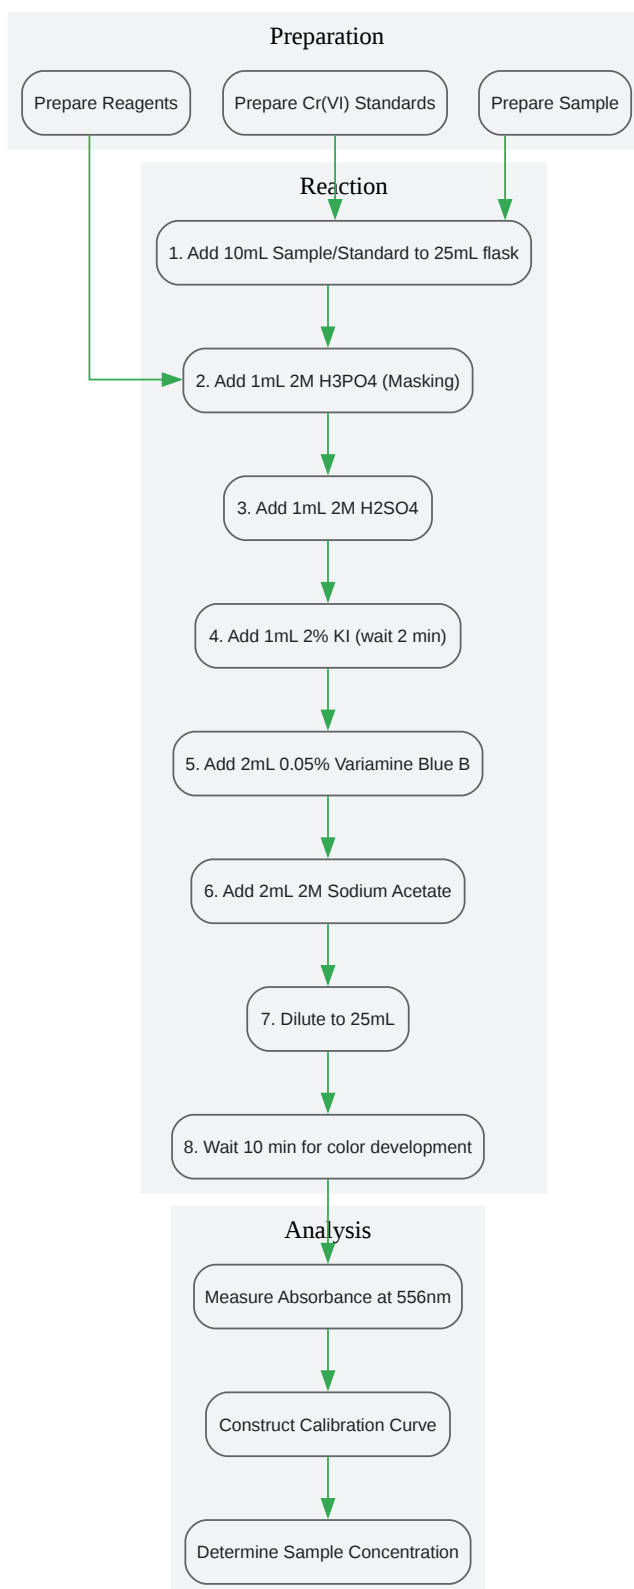 Preparation
Prepare Reagents
Prepare Cr(VI) Standards
Prepare Sample
Reaction
1. Add 10mL Sample/Standard to 25mL flask
2. Add 1mL 2M H3PO4 (Masking)
3. Add 1mL 2M H2SO4
4. Add 1mL 2% KI (wait 2 min)
5. Add 2mL 0.05% Variamine Blue B
6. Add 2mL 2M Sodium Acetate
7. Dilute to 25mL
8. Wait 10 min for color development
Analysis
Measure Absorbance at 556nm
Construct Calibration Curve
Determine Sample Concentration